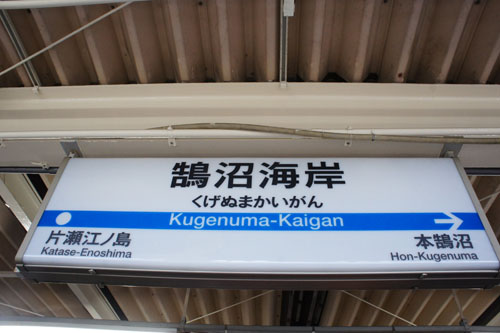 鵠沼海岸
くげぬまかいがん
Kugenuma-Kaigan
片瀬江ノ島
Katase-Enoshima
本鵠沼
Hon-Kugenuma